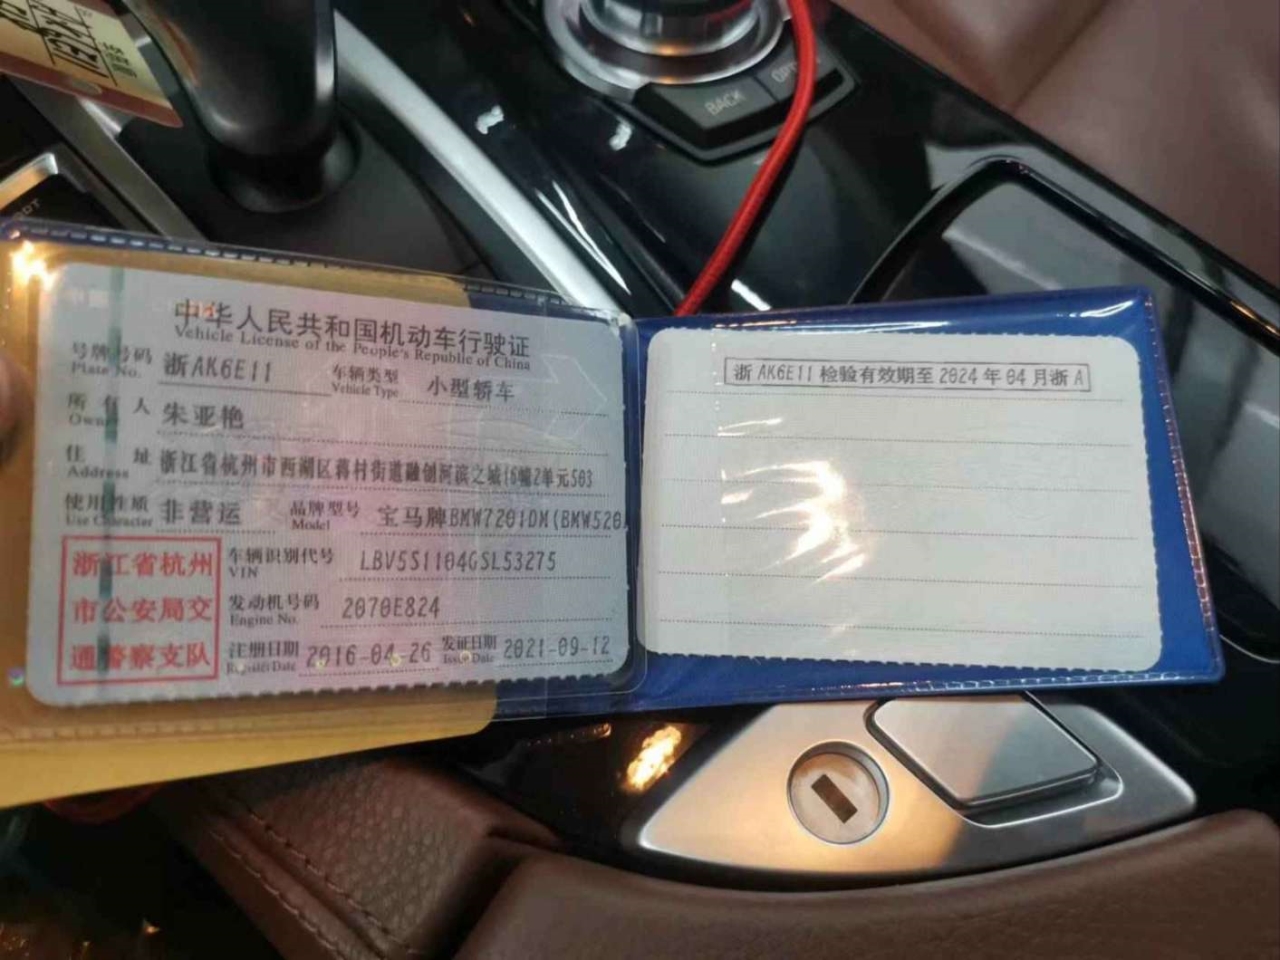 BACK
中华人民共和国机动车行驶证
Vehicle License of the People's Republic of China
号牌号码 浙AK6E11 车辆类型 小型轿车
Plate No. Vehicle Type
所有人 朱亚艳
Owner
住址 浙江省杭州市西湖区蒋村街道融创河滨之城16幢2单元503
Address
使用性质 非营运 品牌型号 宝马牌BMW7201DM(BMW520
Use Character Model
浙江省杭州
市公安局交
通警察支队
车辆识别代号 LBV5S1104GSL53275
VIN
发动机号码 2070E824
Engine No.
注册日期 2016-04-26 发证日期 2021-09-12
Register Date Issue Date
浙AK6E11检验有效期至2024年04月浙A